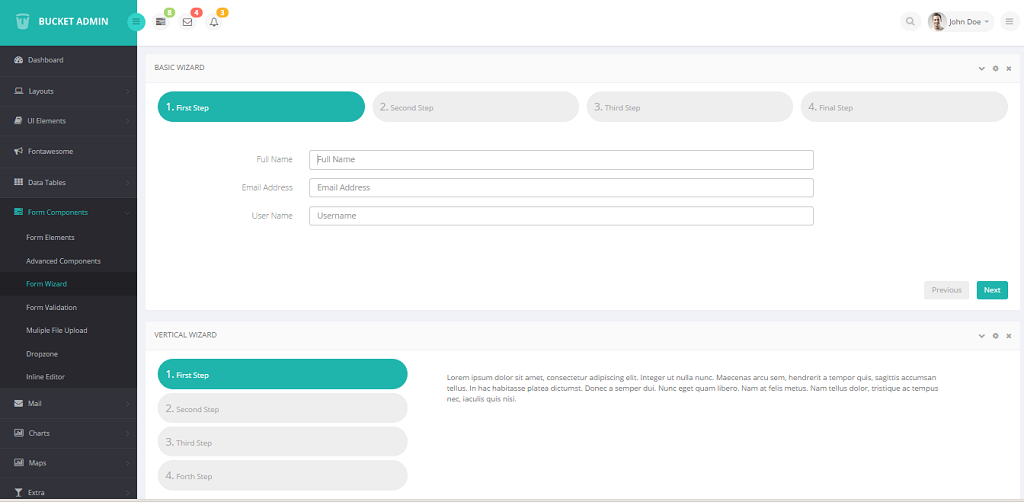 BUCKET ADMIN
8
4
3
John Doe
Dashboard
Layouts
UI Elements
Fontawesome
Data Tables
Form Components
Form Elements
Advanced Components
Form Wizard
Form Validation
Muliple File Upload
Dropzone
Inline Editor
Mail
Charts
Maps
Extra
BASIC WIZARD
1. First Step
2. Second Step
3. Third Step
4. Final Step
Full Name
Full Name
Email Address
Email Address
User Name
Username
Previous
Next
VERTICAL WIZARD
1. First Step
2. Second Step
3. Third Step
4. Forth Step
Lorem ipsum dolor sit amet, consectetur adipiscing elit. Integer ut nulla nunc. Maecenas arcu sem, hendrerit a tempor quis, sagittis accumsan
tellus. In hac habitasse platea dictumst. Donec a semper dui. Nunc eget quam libero. Nam at felis metus. Nam tellus dolor, tristique ac tempus
nec, iaculis quis nisi.